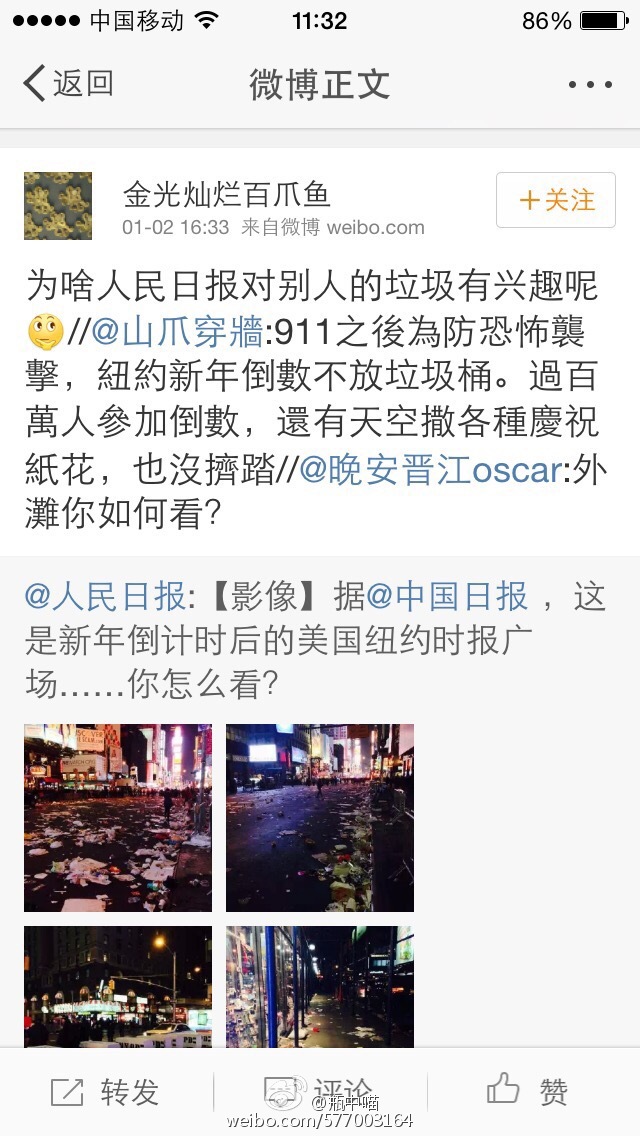 中国移动 11:32 86%
返回 微博正文
金光灿烂百爪鱼
+关注
01-02 16:33 来自微博 weibo.com
为啥人民日报对别人的垃圾有兴趣呢
//@山爪穿牆:911之後為防恐怖襲
擊，紐約新年倒數不放垃圾桶。過百
萬人參加倒數，還有天空撒各種慶祝
紙花，也沒擠踏//@晚安晋江oscar:外
灘你如何看？
@人民日报:【影像】据@中国日报 ，这
是新年倒计时后的美国纽约时报广
场……你怎么看？
转发 评论 赞
@瓶中喵
weibo.com/577003164